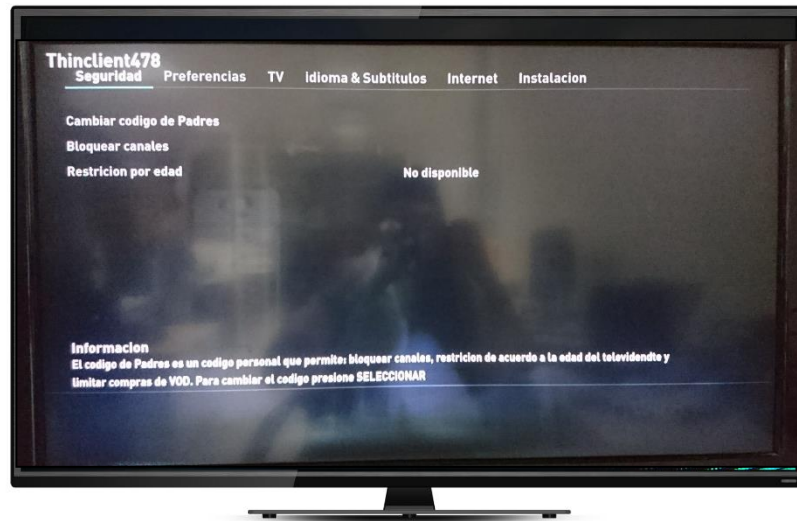 Thinclient478
Seguridad Preferencias TV Idioma & Subtitulos Internet Instalacion
Cambiar codigo de Padres
Bloquear canales
Restricion por edad No disponible
Informacion
El codigo de Padres es un codigo personal que permite: bloquear canales, restricion de acuerdo a la edad del televidendte y
limitar compras de VOD. Para cambiar el codigo presione SELECCIONAR